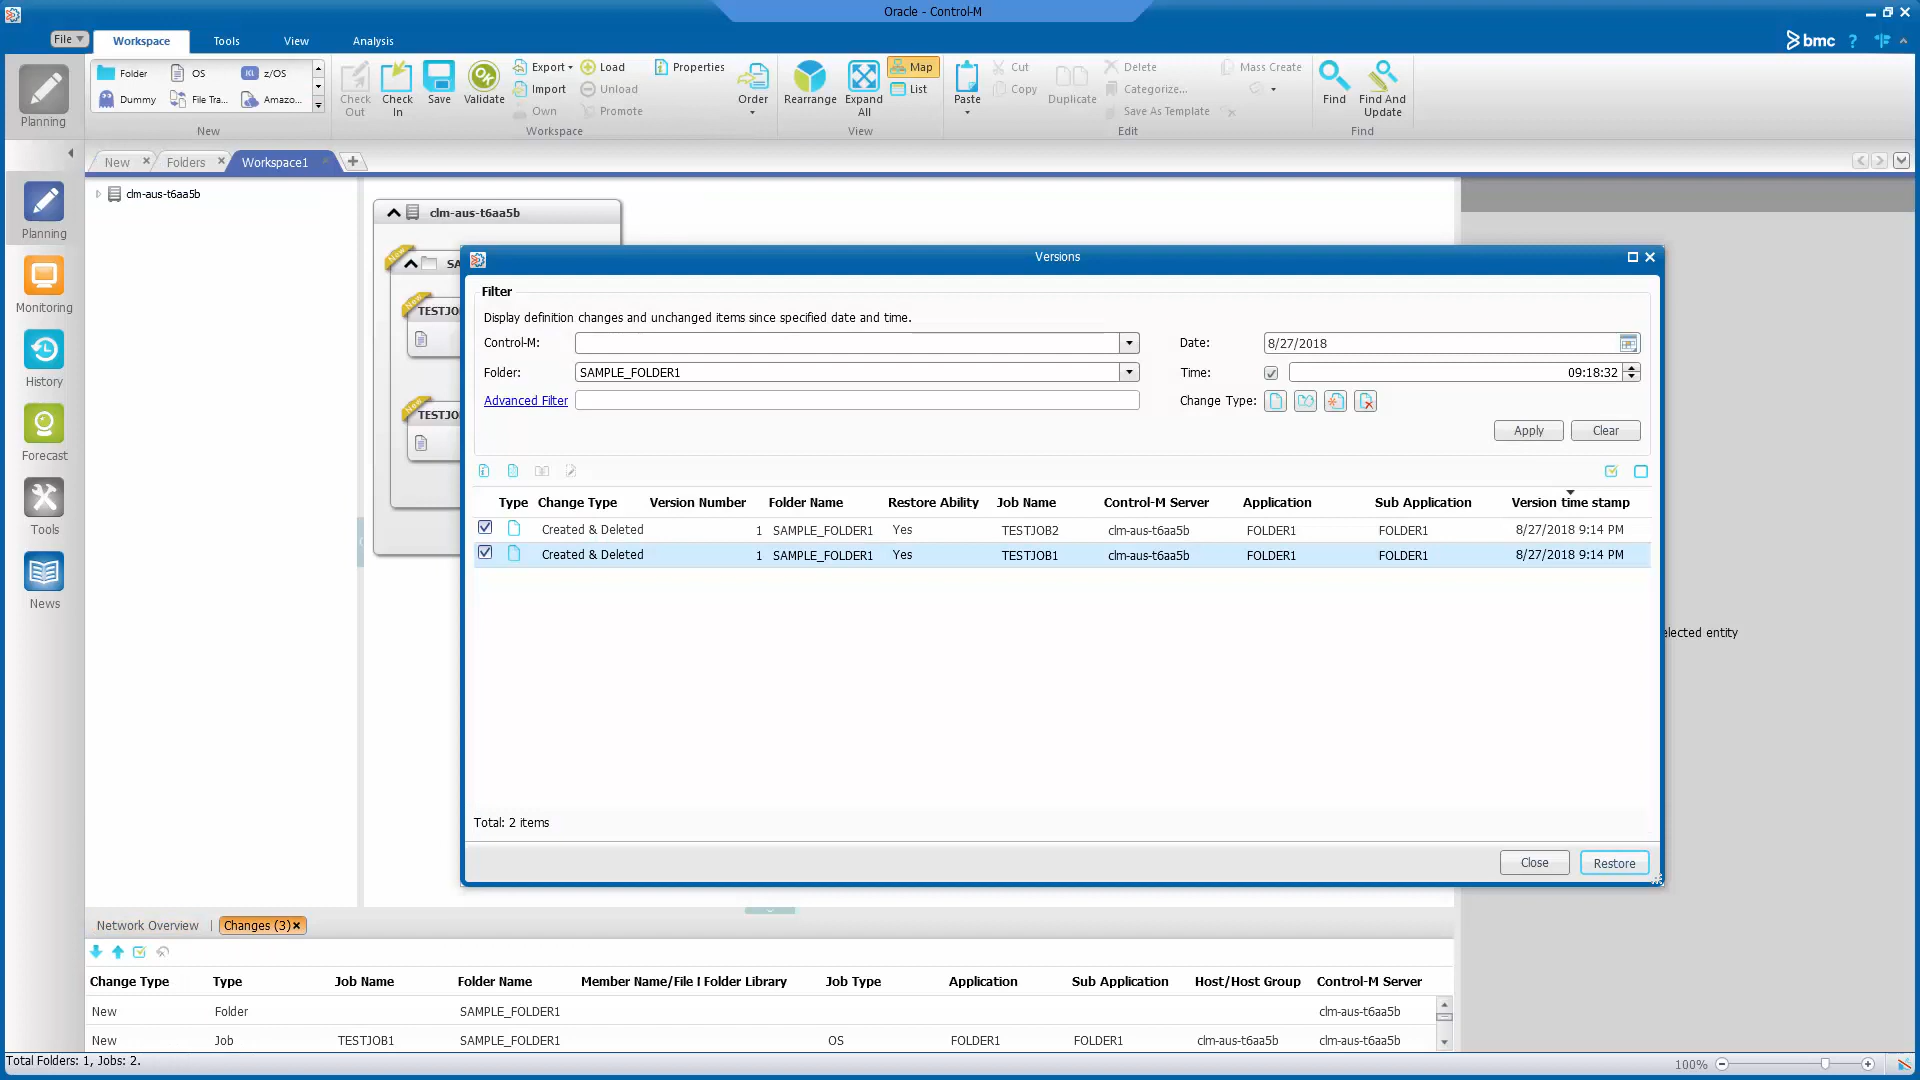 Oracle - Control-M
File
Workspace
Tools
View
Analysis
bmc
?
Planning
Folder
OS
z/OS
Dummy
File Tra...
Amazo...
New
Check Out
Check In
Save
Validate
Export
Import
Own
Load
Unload
Promote
Properties
Order
Workspace
Rearrange
Expand All
Map
List
View
Paste
Cut
Copy
Duplicate
Delete
Categorize...
Save As Template
Mass Create
Edit
Find
Find And Update
Find
New
Folders
Workspace1
Planning
Monitoring
History
Forecast
Tools
News
clm-aus-t6aa5b
clm-aus-t6aa5b
New
SA
New
TESTJO
New
TESTJO
elected entity
Versions
Filter
Display definition changes and unchanged items since specified date and time.
Control-M:
Date: 8/27/2018
Folder: SAMPLE_FOLDER1
Time: 09:18:32
Advanced Filter
Change Type:
Apply
Clear
Type Change Type Version Number Folder Name Restore Ability Job Name Control-M Server Application Sub Application Version time stamp
Created & Deleted 1 SAMPLE_FOLDER1 Yes TESTJOB2 clm-aus-t6aa5b FOLDER1 FOLDER1 8/27/2018 9:14 PM
Created & Deleted 1 SAMPLE_FOLDER1 Yes TESTJOB1 clm-aus-t6aa5b FOLDER1 FOLDER1 8/27/2018 9:14 PM
Total: 2 items
Close
Restore
Network Overview | Changes (3)
Change Type Type Job Name Folder Name Member Name/File Folder Library Job Type Application Sub Application Host/Host Group Control-M Server
New Folder SAMPLE_FOLDER1 clm-aus-t6aa5b
New Job TESTJOB1 SAMPLE_FOLDER1 OS FOLDER1 FOLDER1 clm-aus-t6aa5b clm-aus-t6aa5b
Total Folders: 1, Jobs: 2.
100%